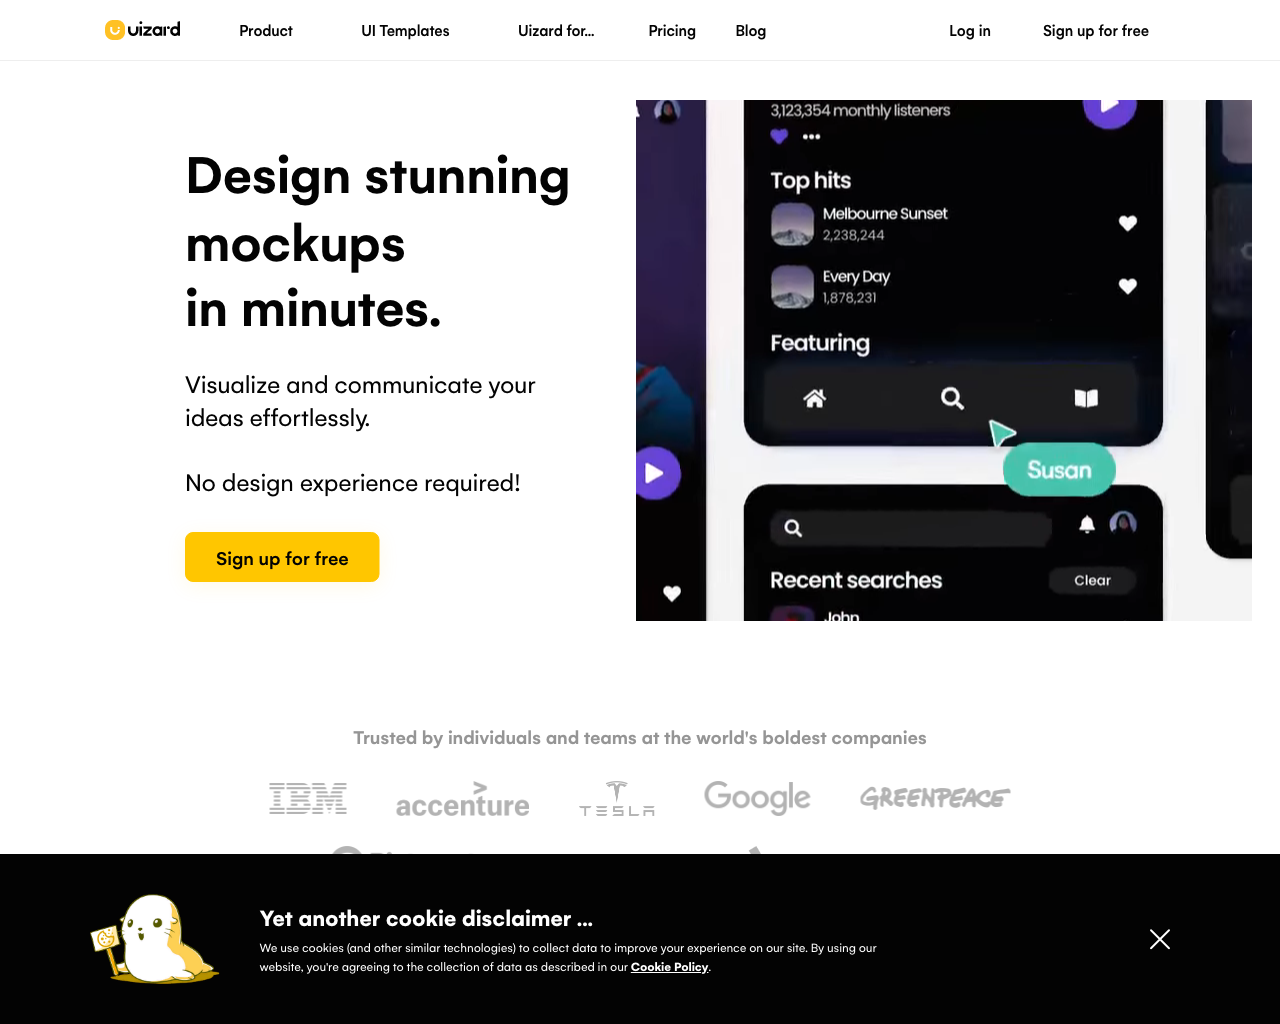 uizard
Product
UI Templates
Uizard for...
Pricing
Blog
Log in
Sign up for free
Design stunning
mockups
in minutes.
Visualize and communicate your
ideas effortlessly.
No design experience required!
Sign up for free
3,123,354 monthly listeners
Top hits
Melbourne Sunset
2,238,244
Every Day
1,878,231
Featuring
Susan
Recent searches
Clear
John
Trusted by individuals and teams at the world's boldest companies
IBM
accenture
TESLA
Google
GREENPEACE
Yet another cookie disclaimer ...
We use cookies (and other similar technologies) to collect data to improve your experience on our site. By using our
website, you're agreeing to the collection of data as described in our Cookie Policy.